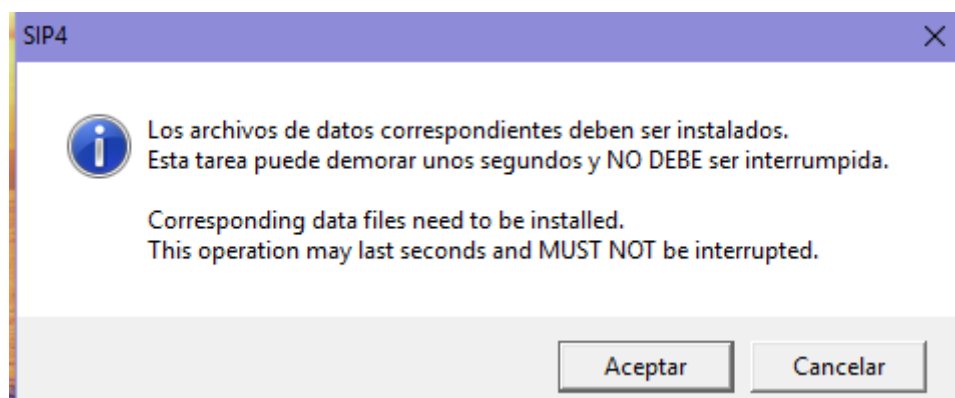 SIP4
Los archivos de datos correspondientes deben ser instalados.
Esta tarea puede demorar unos segundos y NO DEBE ser interrumpida.
Corresponding data files need to be installed.
This operation may last seconds and MUST NOT be interrupted.
Aceptar
Cancelar